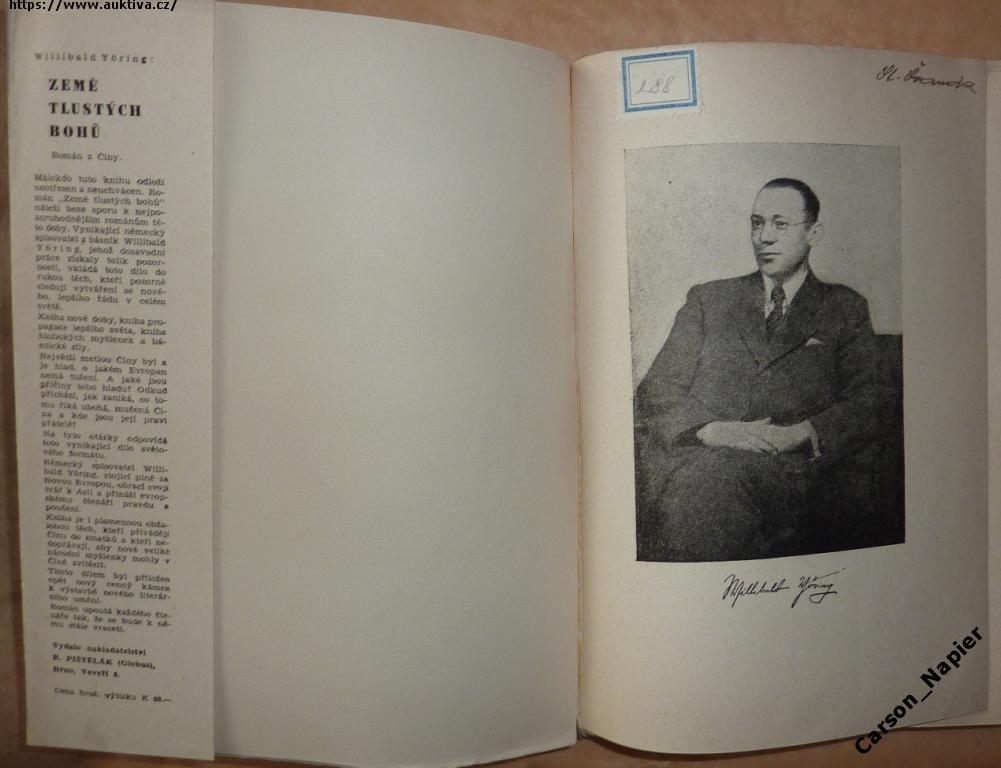 https://www.auktiva.cz/
Willibald Yöring:
ZEMĚ
TLUSTÝCH
BOHŮ
Román z Číny.
Málokdo tuto knihu odloží
neotřesen a neuchvácen. Ro-
mán „Země tlustých bohů"
náleží beze sporu k nejpo-
zoruhodnějším románům té-
to doby. Vynikající německý
spisovatel a básník Willibald
Yöring, jehož dosavadní
práce získaly tolik pozor-
nosti, vkládá toto dílo do
rukou těch, kteří pozorně
sledují vytváření se nové-
ho, lepšího řádu v celém
světě.
Kniha nové doby, kniha pro-
pagace lepšího světa, kniha
hlubokých myšlenek a bá-
snické síly.
Největší metlou Číny byl a
je hlad, o jakém Evropan
nemá tušení. A jaké jsou
příčiny toho hladu? Odkud
přichází, jak zaniká, co to-
mu říká ubohá, mučená Čí-
na a kde jsou její praví
přátelé?
Na tyto otázky odpovídá
toto vynikající dílo světo-
vého formátu.
Německý spisovatel Willi-
bald Yöring, stojící plně za
Novou Evropou, obrací svoji
tvář k Asii a přináší evrop-
skému čtenáři pravdu a
poučení.
Kniha je i plamennou obža-
lobou těch, kteří přivádějí
Čínu do zmatků a kteří ne-
dopřávají, aby nové veliké
národní myšlenky mohly v
Číně zvítězit.
Tímto dílem byl přiložen
opět nový cenný kámen
k výstavbě nového literár-
ního umění.
Román upoutá každého čte-
náře tak, že se bude k ně-
mu stále vraceti.
Vydalo nakladatelství
R. PÍŠTĚLÁK (Globus),
Brno, Veveří 8.
Cena brož. výtisku K 60.—.
188
St.
Willibald Yöring
Carson_Napier